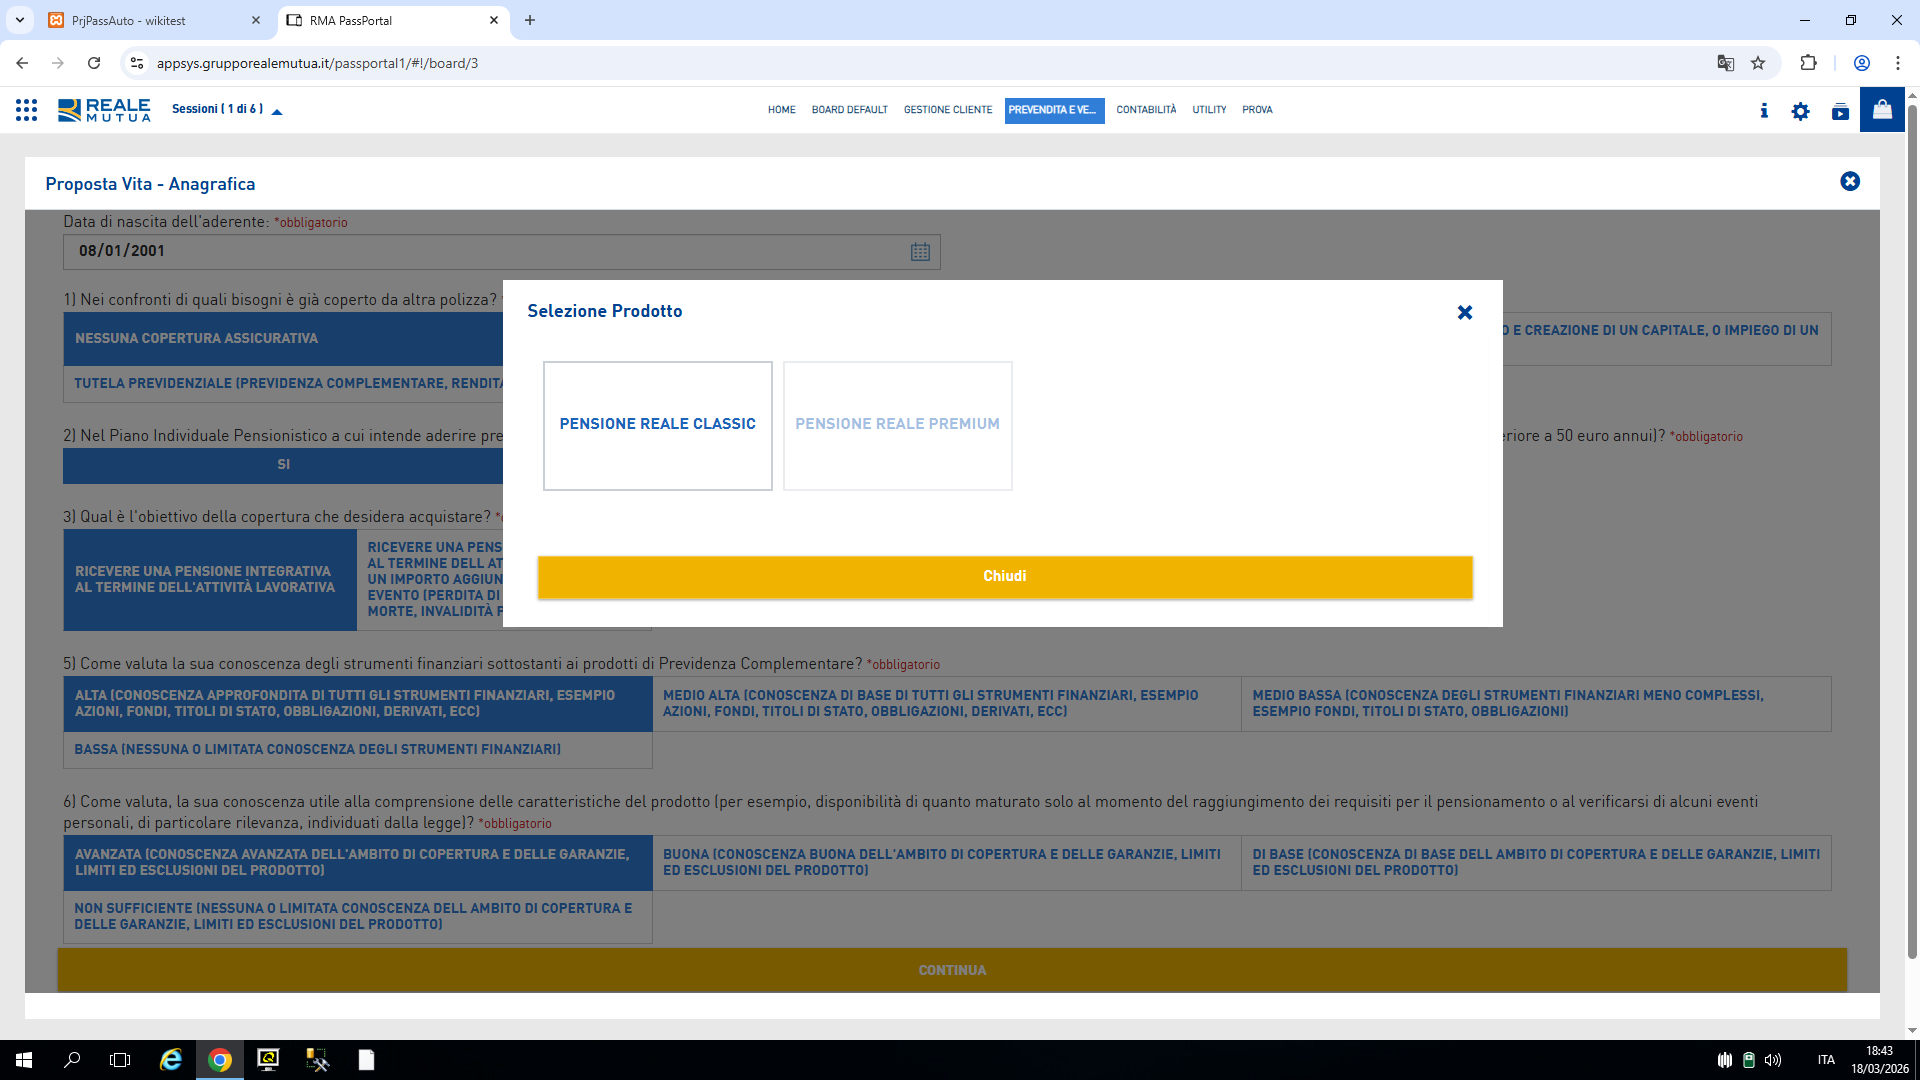 PrjPassAuto - wikitest
RMA PassPortal
appsys.grupporealemutua.it/passportal1/#!/board/3
REALE MUTUA
Sessioni ( 1 di 6 )
HOME
BOARD DEFAULT
GESTIONE CLIENTE
PREVENDITA E VE...
CONTABILITÀ
UTILITY
PROVA
Proposta Vita - Anagrafica
Data di nascita dell'aderente: *obbligatorio
08/01/2001
1) Nei confronti di quali bisogni è già coperto da altra polizza?
NESSUNA COPERTURA ASSICURATIVA
O E CREAZIONE DI UN CAPITALE, O IMPIEGO DI UN
TUTELA PREVIDENZIALE (PREVIDENZA COMPLEMENTARE, RENDITA
2) Nel Piano Individuale Pensionistico a cui intende aderire pre
eriore a 50 euro annui)? *obbligatorio
SI
3) Qual è l'obiettivo della copertura che desidera acquistare? *
RICEVERE UNA PENSIONE INTEGRATIVA
AL TERMINE DELL'ATTIVITÀ LAVORATIVA
RICEVERE UNA PENS
AL TERMINE DELL AT
UN IMPORTO AGGIUN
EVENTO (PERDITA DI
MORTE, INVALIDITÀ P
Selezione Prodotto
PENSIONE REALE CLASSIC
PENSIONE REALE PREMIUM
Chiudi
5) Come valuta la sua conoscenza degli strumenti finanziari sottostanti ai prodotti di Previdenza Complementare? *obbligatorio
ALTA (CONOSCENZA APPROFONDITA DI TUTTI GLI STRUMENTI FINANZIARI, ESEMPIO
AZIONI, FONDI, TITOLI DI STATO, OBBLIGAZIONI, DERIVATI, ECC)
MEDIO ALTA (CONOSCENZA DI BASE DI TUTTI GLI STRUMENTI FINANZIARI, ESEMPIO
AZIONI, FONDI, TITOLI DI STATO, OBBLIGAZIONI, DERIVATI, ECC)
MEDIO BASSA (CONOSCENZA DEGLI STRUMENTI FINANZIARI MENO COMPLESSI,
ESEMPIO FONDI, TITOLI DI STATO, OBBLIGAZIONI)
BASSA (NESSUNA O LIMITATA CONOSCENZA DEGLI STRUMENTI FINANZIARI)
6) Come valuta, la sua conoscenza utile alla comprensione delle caratteristiche del prodotto (per esempio, disponibilità di quanto maturato solo al momento del raggiungimento dei requisiti per il pensionamento o al verificarsi di alcuni eventi
personali, di particolare rilevanza, individuati dalla legge)? *obbligatorio
AVANZATA (CONOSCENZA AVANZATA DELL'AMBITO DI COPERTURA E DELLE GARANZIE,
LIMITI ED ESCLUSIONI DEL PRODOTTO)
BUONA (CONOSCENZA BUONA DELL'AMBITO DI COPERTURA E DELLE GARANZIE, LIMITI
ED ESCLUSIONI DEL PRODOTTO)
DI BASE (CONOSCENZA DI BASE DELL AMBITO DI COPERTURA E DELLE GARANZIE, LIMITI
ED ESCLUSIONI DEL PRODOTTO)
NON SUFFICIENTE (NESSUNA O LIMITATA CONOSCENZA DELL AMBITO DI COPERTURA E
DELLE GARANZIE, LIMITI ED ESCLUSIONI DEL PRODOTTO)
CONTINUA
ITA
18:43
18/03/2026